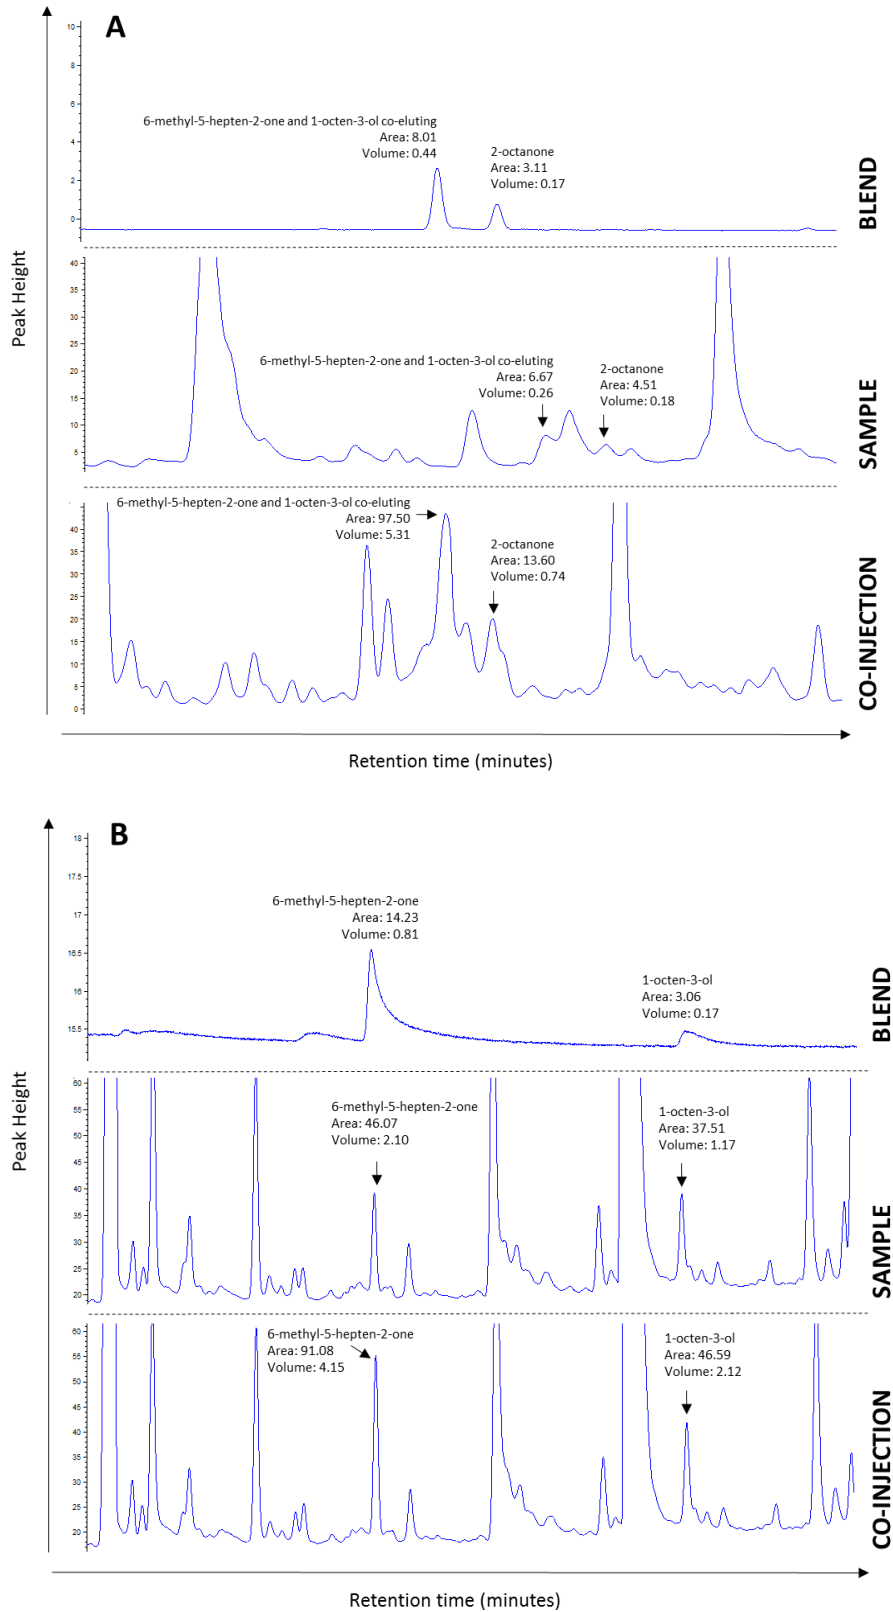 A
10
8
6
4
2
0
6-methyl-5-hepten-2-one and 1-octen-3-ol co-eluting
Area: 8.01
Volume: 0.44
2-octanone
Area: 3.11
Volume: 0.17
BLEND
Peak Height
40
35
30
25
20
15
10
5
6-methyl-5-hepten-2-one and 1-octen-3-ol co-eluting
Area: 6.67
Volume: 0.26
2-octanone
Area: 4.51
Volume: 0.18
SAMPLE
40
35
30
25
20
15
10
5
0
6-methyl-5-hepten-2-one and 1-octen-3-ol co-eluting
Area: 97.50
Volume: 5.31
2-octanone
Area: 13.60
Volume: 0.74
CO-INJECTION
Retention time (minutes)
B
18
17.5
17
16.5
16
15.5
6-methyl-5-hepten-2-one
Area: 14.23
Volume: 0.81
1-octen-3-ol
Area: 3.06
Volume: 0.17
BLEND
Peak Height
60
55
50
45
40
35
30
25
20
6-methyl-5-hepten-2-one
Area: 46.07
Volume: 2.10
1-octen-3-ol
Area: 37.51
Volume: 1.17
SAMPLE
60
55
50
45
40
35
30
25
20
6-methyl-5-hepten-2-one
Area: 91.08
Volume: 4.15
1-octen-3-ol
Area: 46.59
Volume: 2.12
CO-INJECTION
Retention time (minutes)